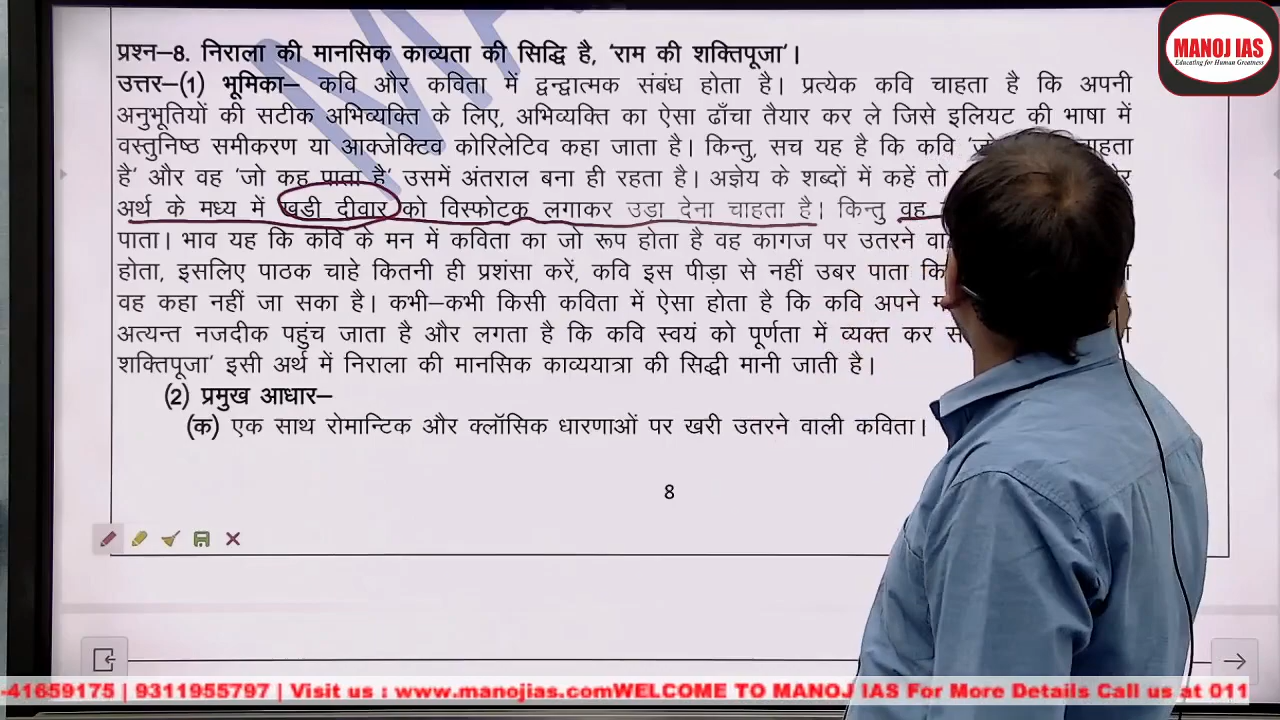 MANOJ IAS
Educating for Human Greatness
प्रश्न–8. निराला की मानसिक काव्यता की सिद्धि है, ‘राम की शक्तिपूजा’।
उत्तर–(1) भूमिका– कवि और कविता में द्वन्द्वात्मक संबंध होता है। प्रत्येक कवि चाहता है कि अपनी
अनुभूतियों की सटीक अभिव्यक्ति के लिए, अभिव्यक्ति का ऐसा ढाँचा तैयार कर ले जिसे इलियट की भाषा में
वस्तुनिष्ठ समीकरण या आक्जेक्टिव कोरिलेटिव कहा जाता है। किन्तु, सच यह है कि कवि ‘जो
है’ और वह ‘जो कह पाता है’ उसमें अंतराल बना ही रहता है। अज्ञेय के शब्दों में कहें तो
अर्थ के मध्य में खड़ी दीवार को विस्फोटक लगाकर उड़ा देना चाहता है। किन्तु वह
पाता। भाव यह कि कवि के मन में कविता का जो रूप होता है वह कागज पर उतरने
होता, इसलिए पाठक चाहे कितनी ही प्रशंसा करें, कवि इस पीड़ा से नहीं उबर पाता
वह कहा नहीं जा सका है। कभी–कभी किसी कविता में ऐसा होता है कि कवि अपने
अत्यन्त नजदीक पहुंच जाता है और लगता है कि कवि स्वयं को पूर्णता में व्यक्त कर
शक्तिपूजा’ इसी अर्थ में निराला की मानसिक काव्ययात्रा की सिद्धी मानी जाती है।
(2) प्रमुख आधार–
(क) एक साथ रोमान्टिक और क्लॉसिक धारणाओं पर खरी उतरने वाली कविता।
8
-41659175 | 9311955797 | Visit us : www.manojias.comWELCOME TO MANOJ IAS For More Details Call us at 011